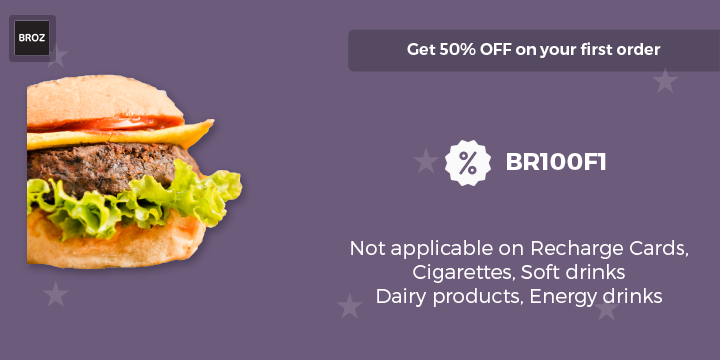 BROZ
Get 50% OFF on your first order
BR100F1
Not applicable on Recharge Cards,
Cigarettes, Soft drinks
Dairy products, Energy drinks